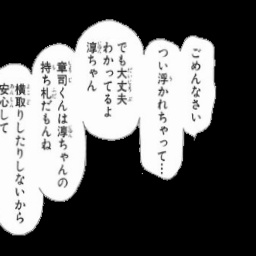 ごめんなさい
つい浮かれちゃって…
でも大丈夫
わかってるよ
淳ちゃん
章司くんは淳ちゃんの
持ち札だもんね
横取りしたりしないから
安心して